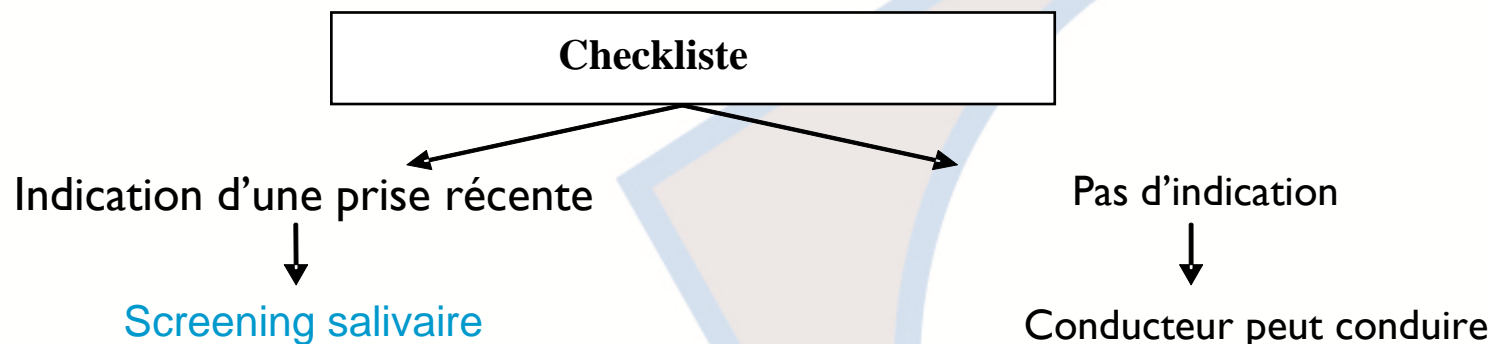 Checkliste
Indication d’une prise récente
Pas d’indication
Screening salivaire
Conducteur peut conduire